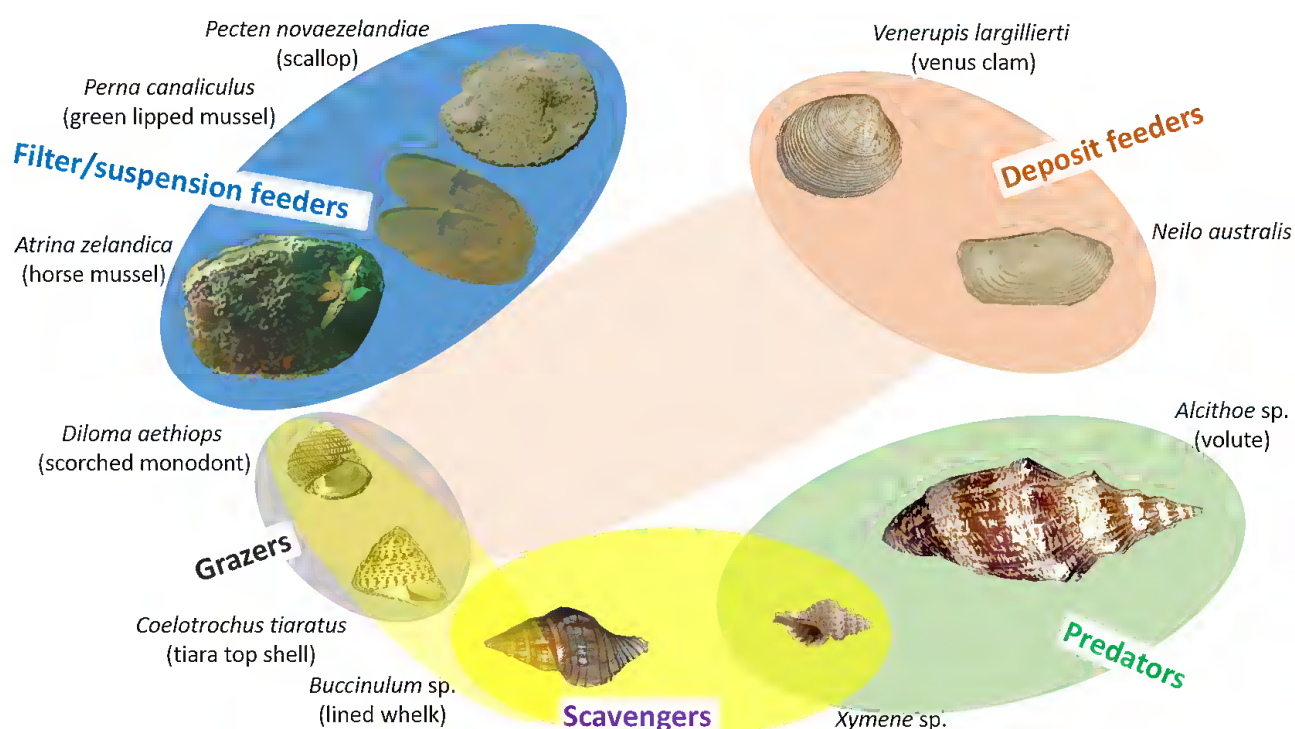 Pecten novaezelandiae
(scallop)
Perna canaliculus
(green lipped mussel)
Filter/suspension feeders
Atrina zelandica
(horse mussel)
Venerupis largillierti
(venus clam)
Deposit feeders
Neilo australis
Diloma aethiops
(scorched monodont)
Grazers
Coelotrochus tiaratus
(tiara top shell)
Buccinulum sp.
(lined whelk)
Scavengers
Xymene sp.
Alcithoe sp.
(volute)
Predators